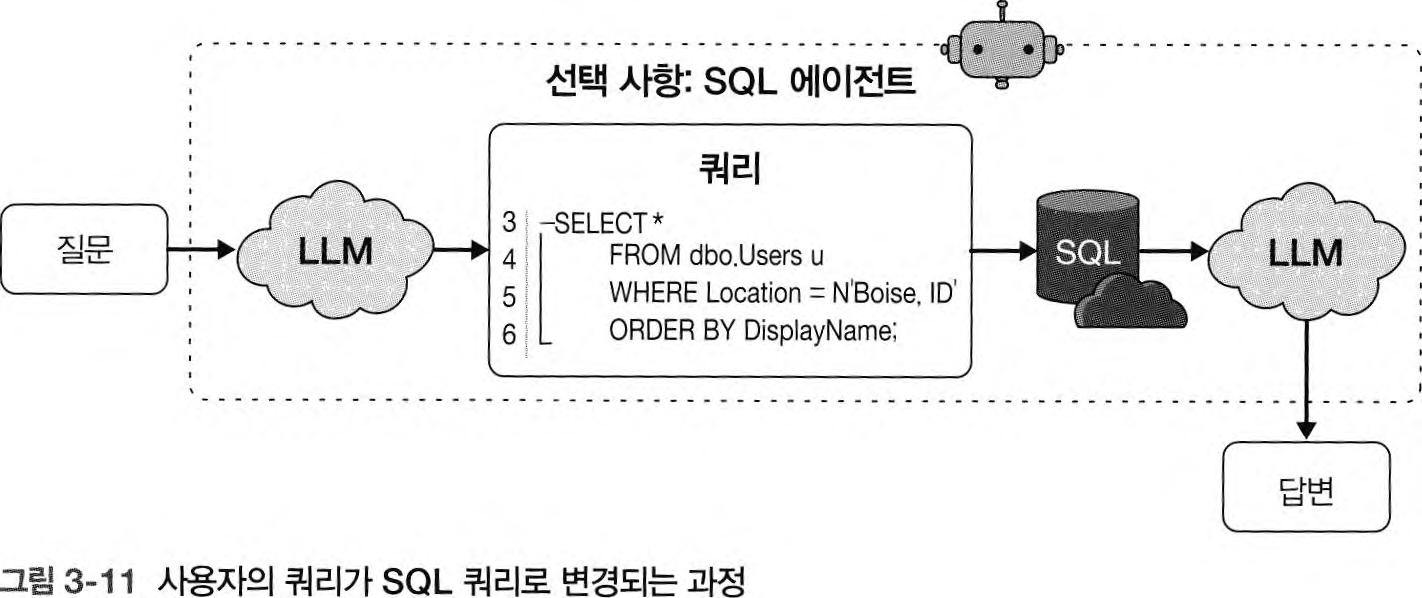 선택 사항: SQL 에이전트
질문
LLM
쿼리
3 SELECT *
4 FROM dbo.Users u
5 WHERE Location = N'Boise, ID'
6 ORDER BY DisplayName;
SQL
LLM
답변
그림 3-11 사용자의 쿼리가 SQL 쿼리로 변경되는 과정